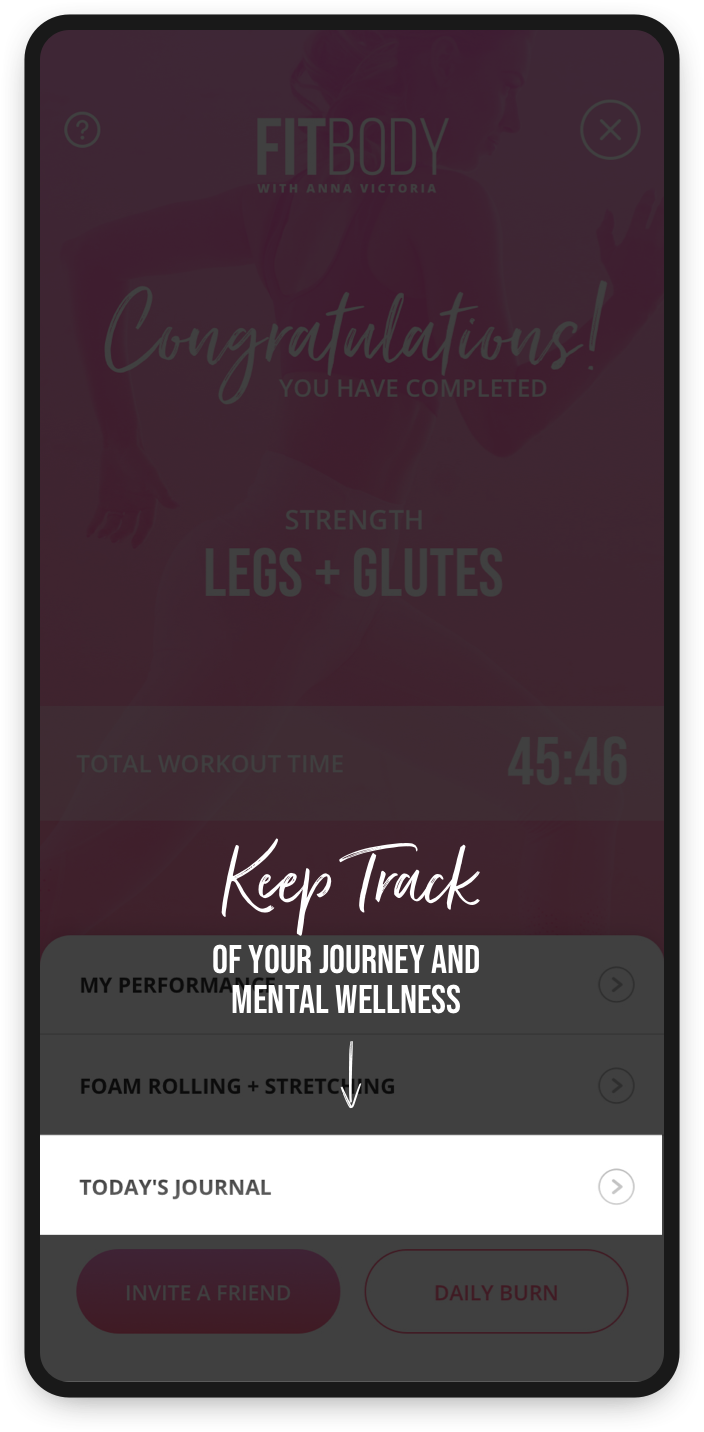 ?
FITBODY
WITH ANNA VICTORIA
Congratulations!
YOU HAVE COMPLETED
STRENGTH
LEGS + GLUTES
TOTAL WORKOUT TIME 45:46
Keep Track
OF YOUR JOURNEY AND
MY PERFORMANCE
MENTAL WELLNESS
FOAM ROLLING + STRETCHING
TODAY'S JOURNAL
INVITE A FRIEND DAILY BURN